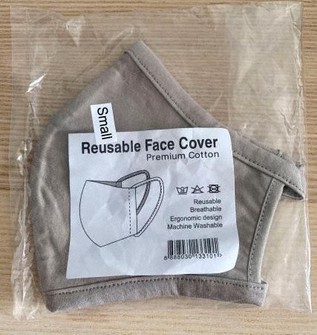 Small
Reusable Face Cover
Premium Cotton
Reusable
Breathable
Ergonomic design
Machine Washable